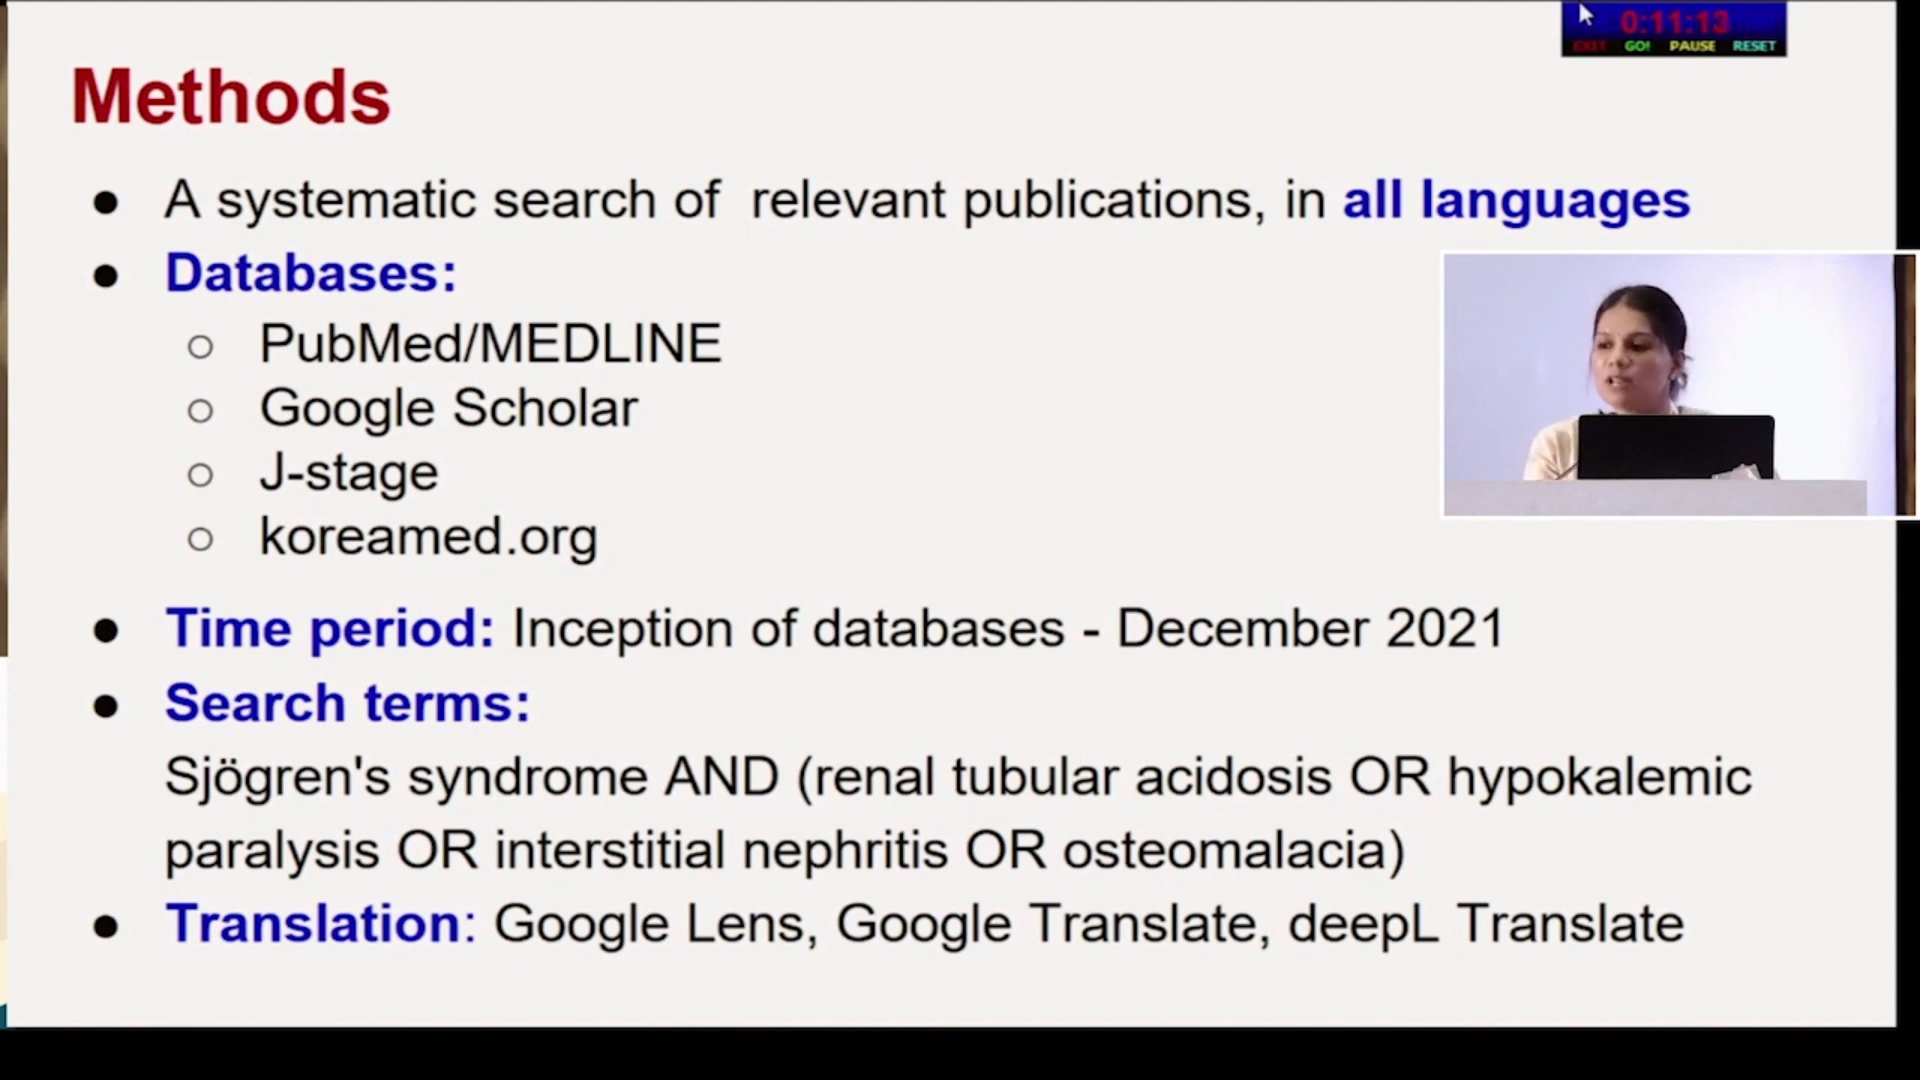 0:11:13
EXIT GO! PAUSE RESET
Methods
● A systematic search of relevant publications, in all languages
● Databases:
○ PubMed/MEDLINE
○ Google Scholar
○ J-stage
○ koreamed.org
● Time period: Inception of databases - December 2021
● Search terms:
Sjögren's syndrome AND (renal tubular acidosis OR hypokalemic
paralysis OR interstitial nephritis OR osteomalacia)
● Translation: Google Lens, Google Translate, deepL Translate